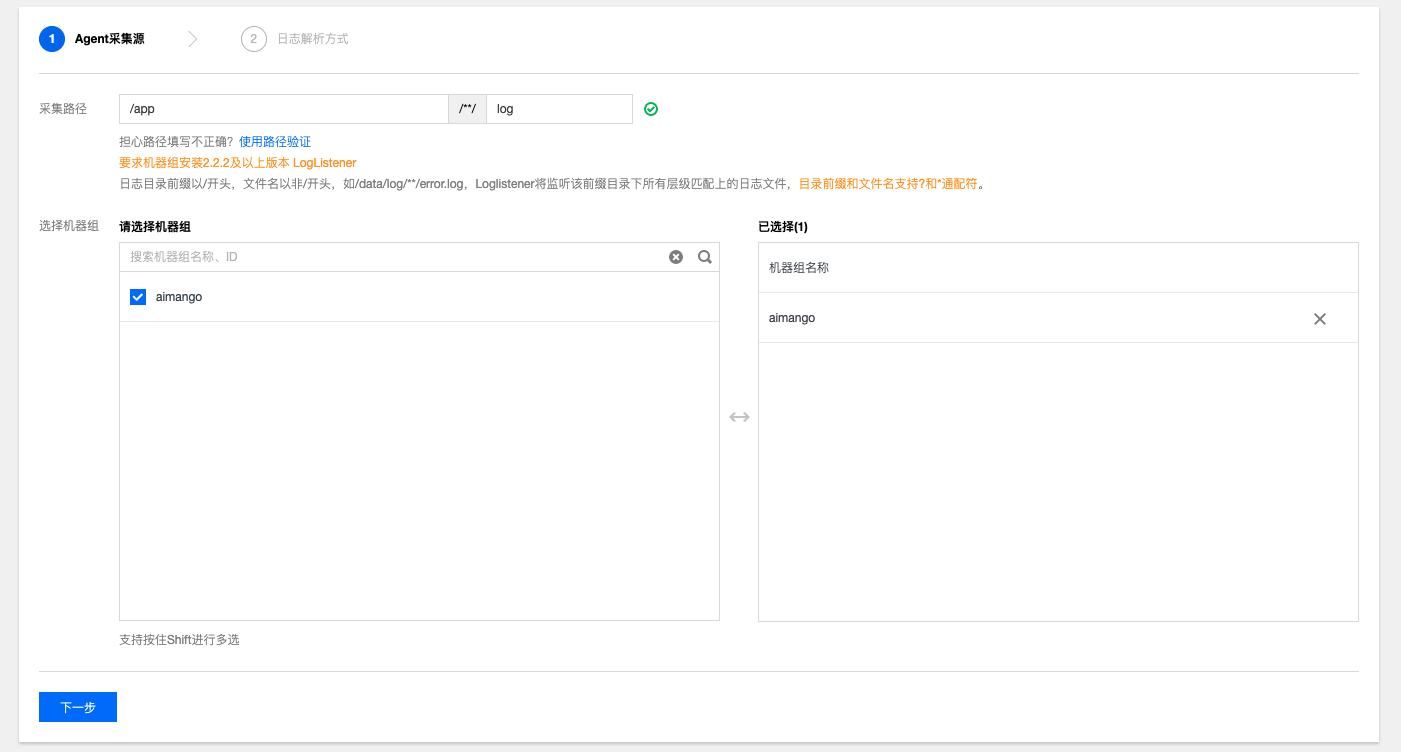 1 Agent采集源 2 日志解析方式
采集路径 /app /**/ log
担心路径填写不正确？使用路径验证
要求机器组安装2.2.2及以上版本 LogListener
日志目录前缀以/开头，文件名以非/开头，如/data/log/**/error.log，Loglistener将监听该前缀目录下所有层级匹配上的日志文件，目录前缀和文件名支持?和*通配符。
选择机器组 请选择机器组 已选择(1)
搜索机器组名称、ID
机器组名称
aimango
aimango
支持按住Shift进行多选
下一步